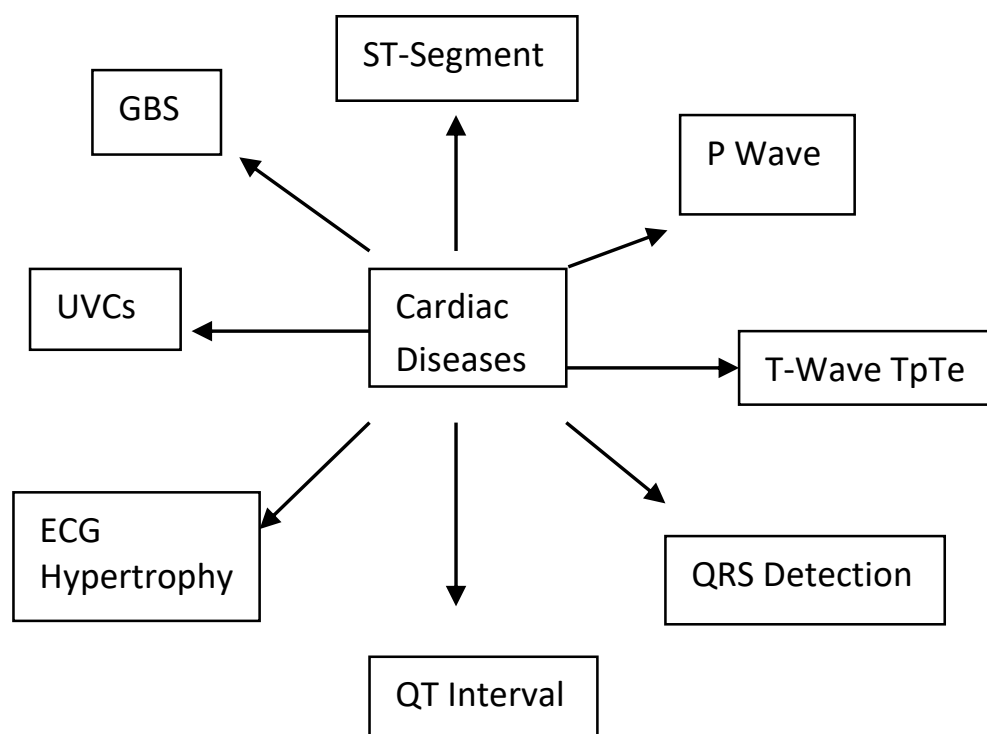 ST-Segment
GBS
P Wave
UVCs
Cardiac
Diseases
T-Wave TpTe
ECG
Hypertrophy
QRS Detection
QT Interval